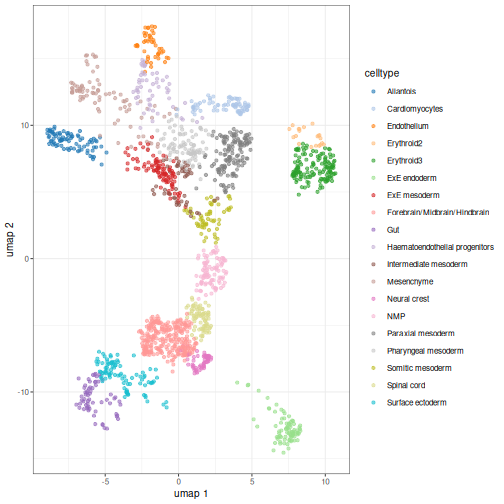 celltype
Allantois
Cardiomyocytes
Endothelium
Erythroid2
Erythroid3
ExE endoderm
ExE mesoderm
Forebrain/Midbrain/Hindbrain
Gut
Haematoendothelial progenitors
Intermediate mesoderm
Mesenchyme
Neural crest
NMP
Paraxial mesoderm
Pharyngeal mesoderm
Somitic mesoderm
Spinal cord
Surface ectoderm
umap 2
10
0
-10
-5
0
5
10
umap 1